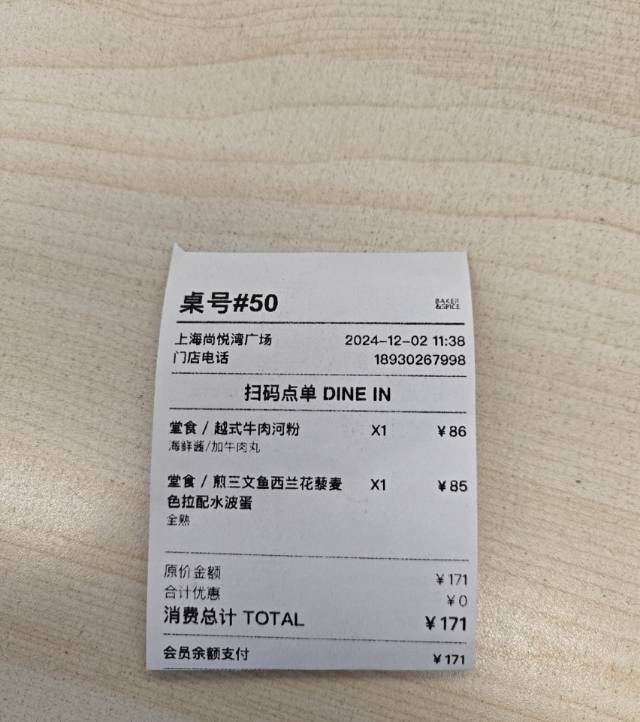 桌号#50
BAKER
&SPICE
上海尚悦湾广场 2024-12-02 11:38
门店电话 18930267998
扫码点单 DINE IN
堂食 / 越式牛肉河粉 X1 ¥86
海鲜酱/加牛肉丸
堂食 / 煎三文鱼西兰花藜麦 X1 ¥85
色拉配水波蛋
全熟
原价金额 ¥171
合计优惠 ¥0
消费总计 TOTAL ¥171
会员余额支付 ¥171